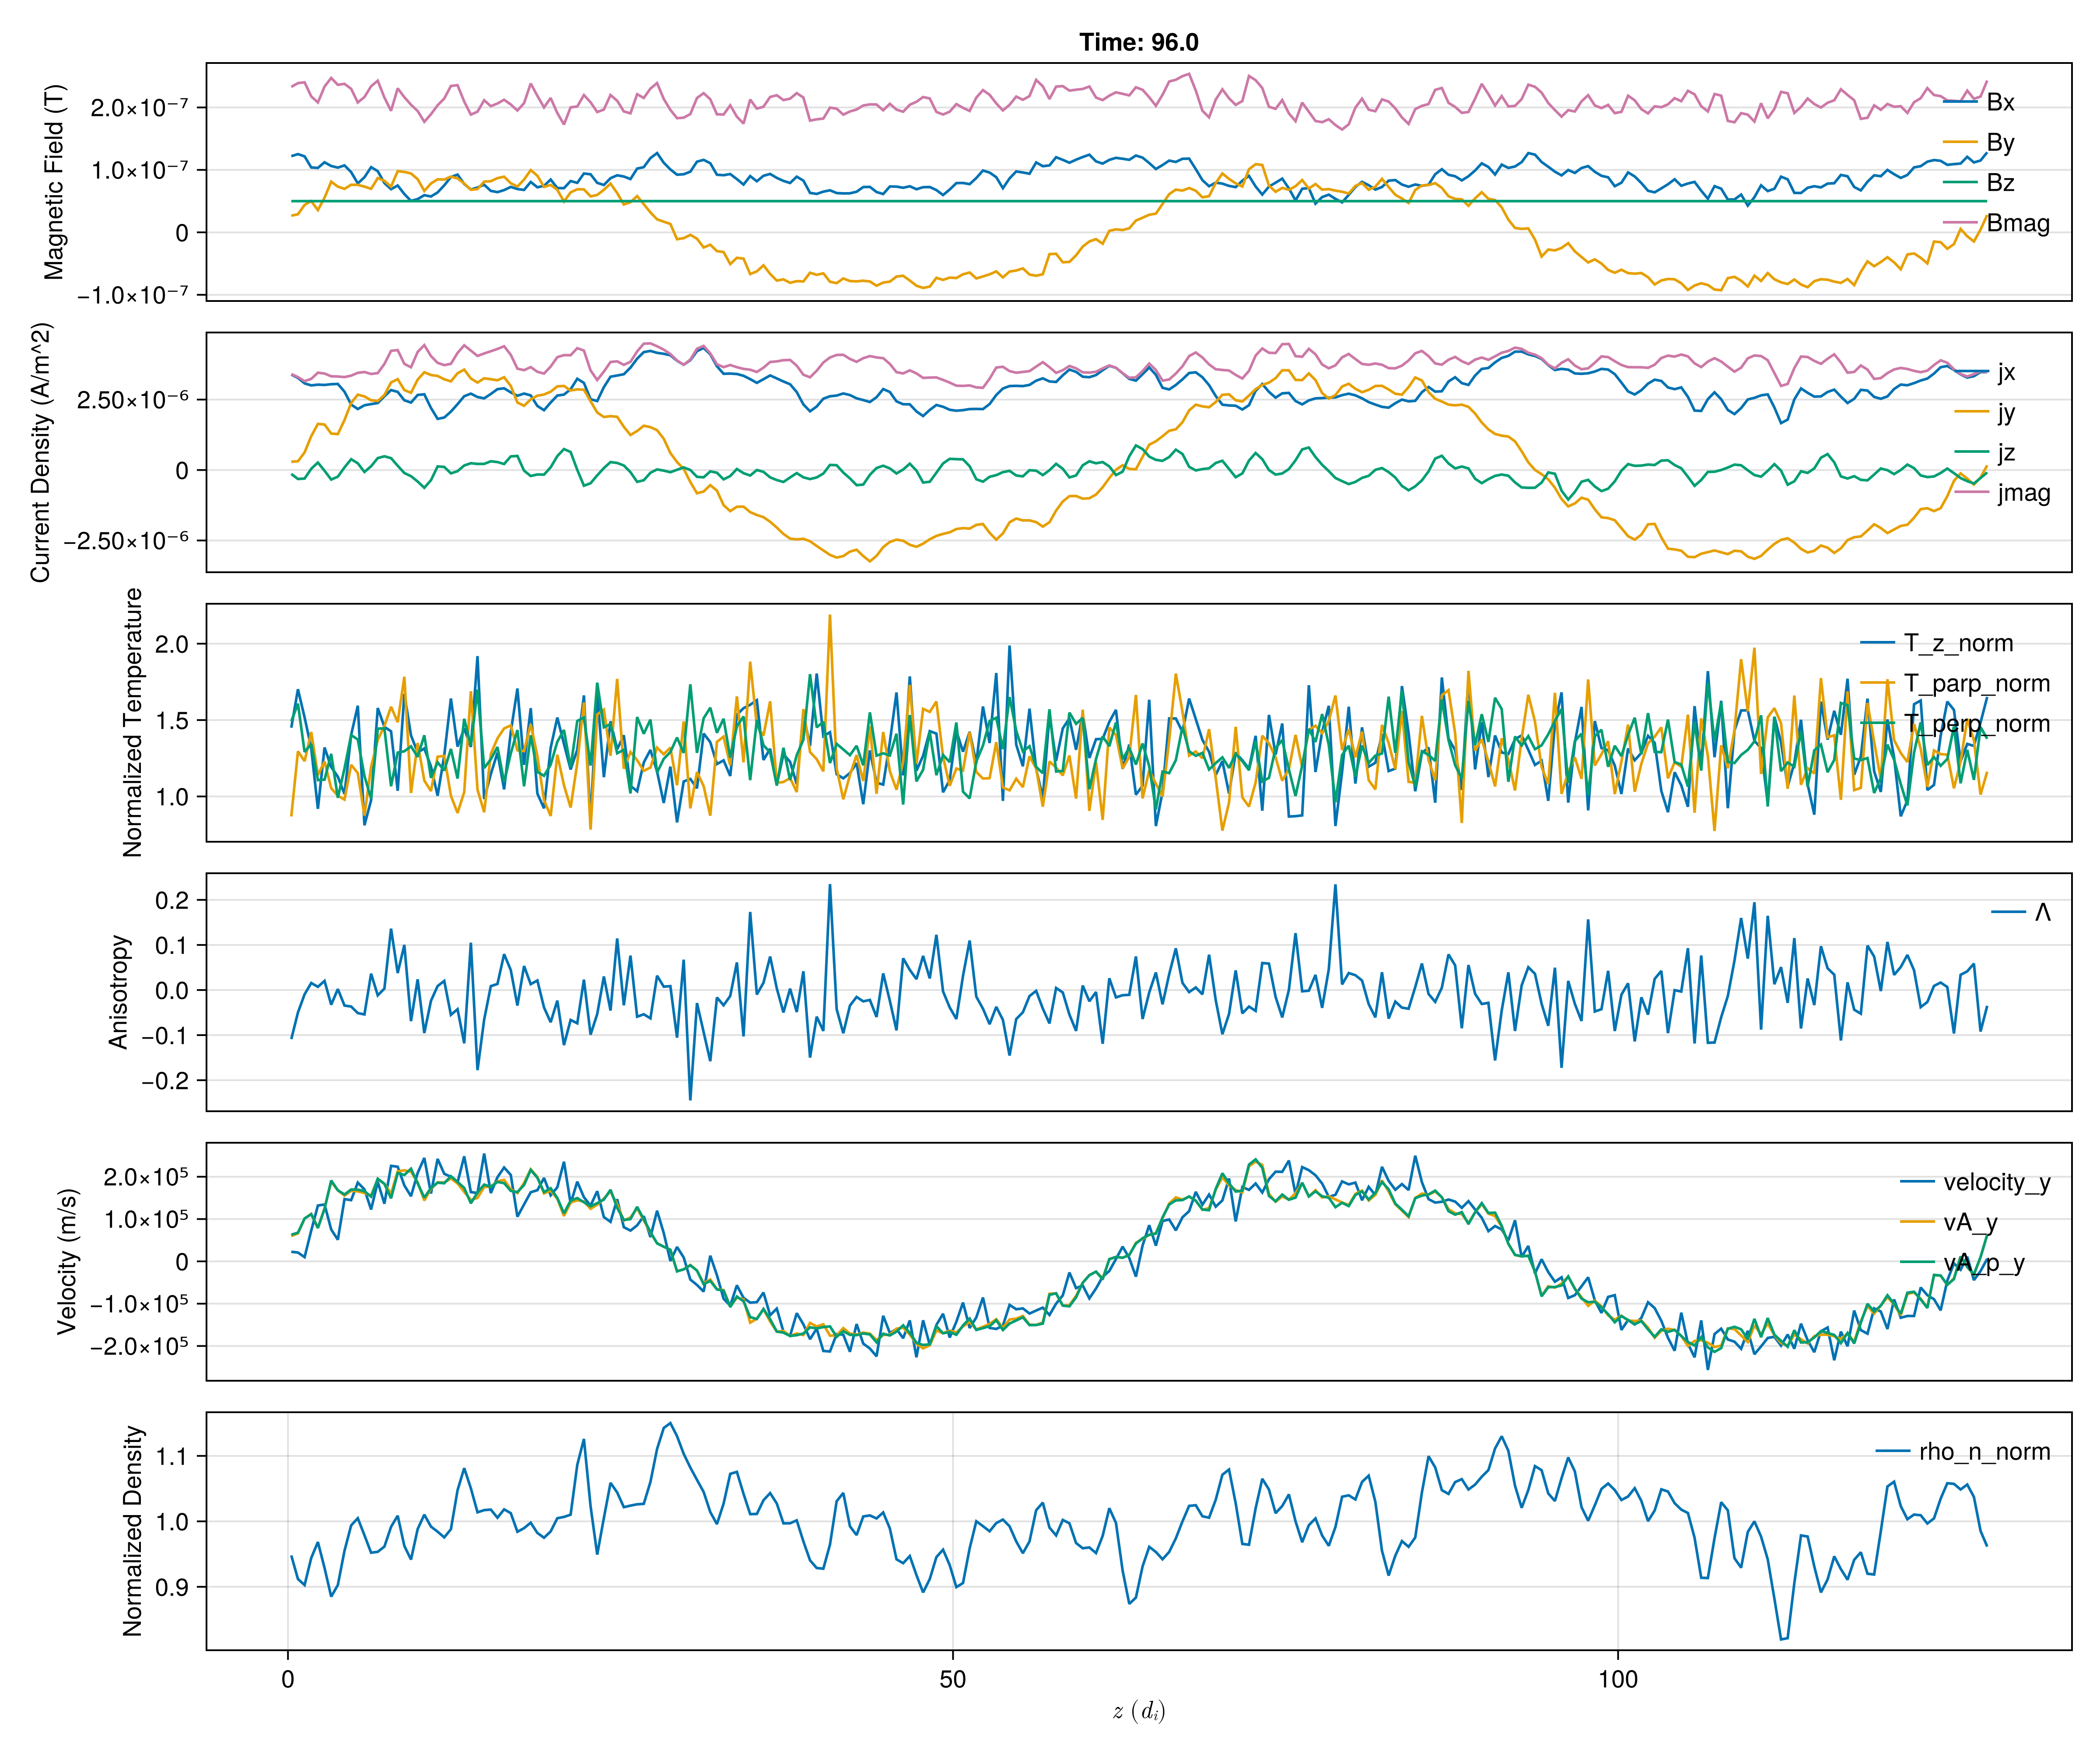 Time: 96.0
Magnetic Field (T)
2.0×10⁻⁷
1.0×10⁻⁷
0
−1.0×10⁻⁷
Bx
By
Bz
Bmag
Current Density (A/m^2)
2.50×10⁻⁶
0
−2.50×10⁻⁶
jx
jy
jz
jmag
Normalized Temperature
2.0
1.5
1.0
T_z_norm
T_parp_norm
T_perp_norm
Anisotropy
0.2
0.1
0.0
−0.1
−0.2
Λ
Velocity (m/s)
2.0×10⁵
1.0×10⁵
0
−1.0×10⁵
−2.0×10⁵
velocity_y
vA_y
vA_p_y
Normalized Density
1.1
1.0
0.9
rho_n_norm
0 50 100
z (dᵢ)